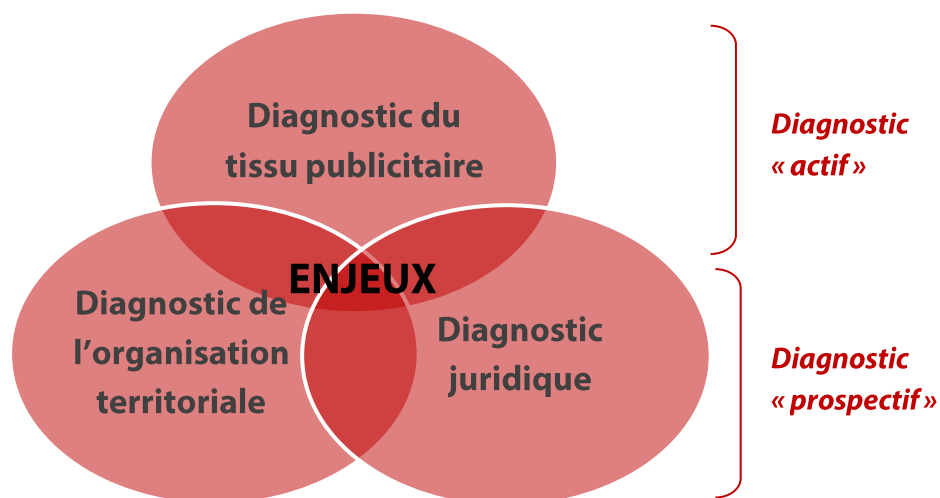 Diagnostic du
tissu publicitaire
Diagnostic
« actif »
ENJEUX
Diagnostic de
l’organisation
territoriale
Diagnostic
juridique
Diagnostic
« prospectif »